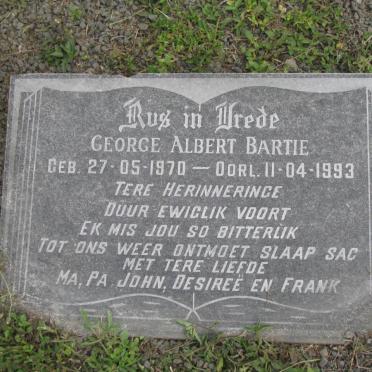 Rus in Vrede
GEORGE ALBERT BARTIE
GEB. 27-05-1970 — OORL. 11-04-1993
TERE HERINNERINGE
DUUR EWIGLIK VOORT
EK MIS JOU SO BITTERLIK
TOT ONS WEER ONTMOET SLAAP SAG
MET TERE LIEFDE
MA, PA, JOHN, DESIREË EN FRANK